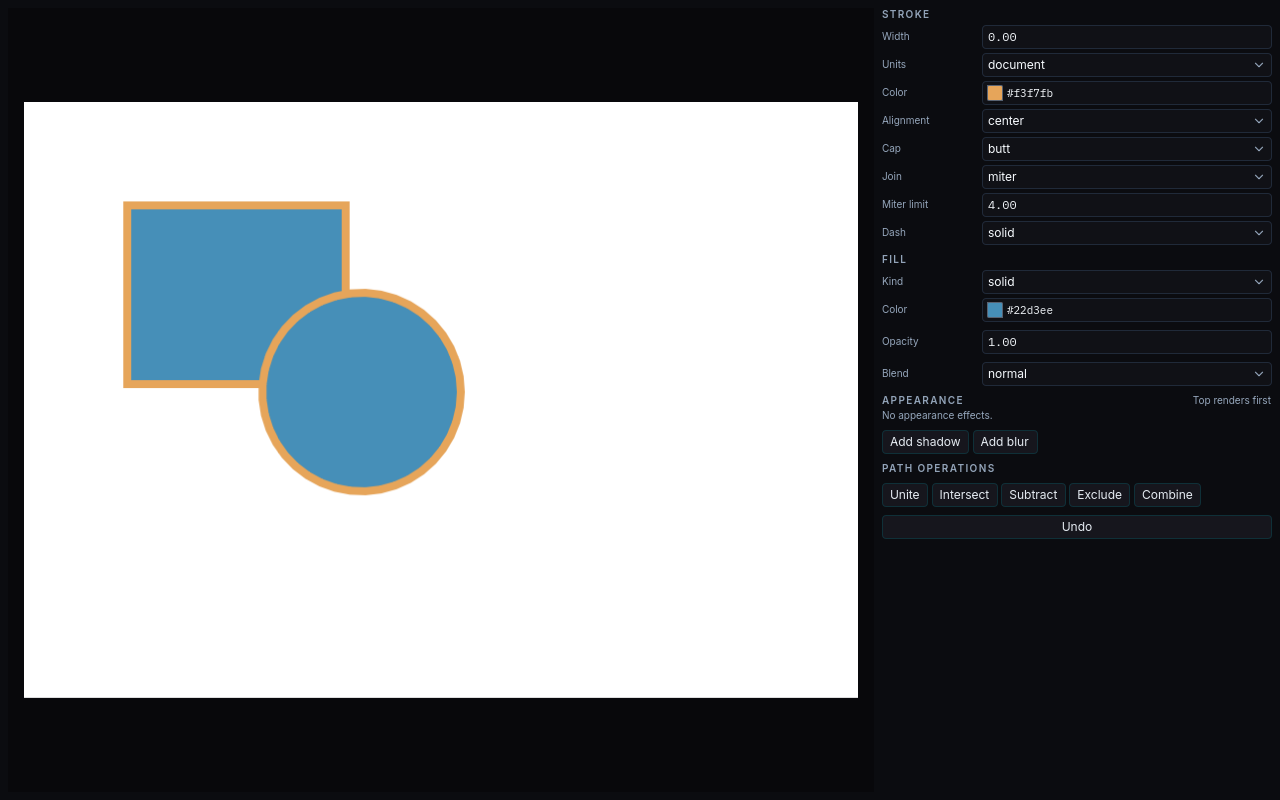 STROKE
Width 0.00
Units document
Color #f3f7fb
Alignment center
Cap butt
Join miter
Miter limit 4.00
Dash solid
FILL
Kind solid
Color #22d3ee
Opacity 1.00
Blend normal
APPEARANCE Top renders first
No appearance effects.
Add shadow Add blur
PATH OPERATIONS
Unite Intersect Subtract Exclude Combine
Undo